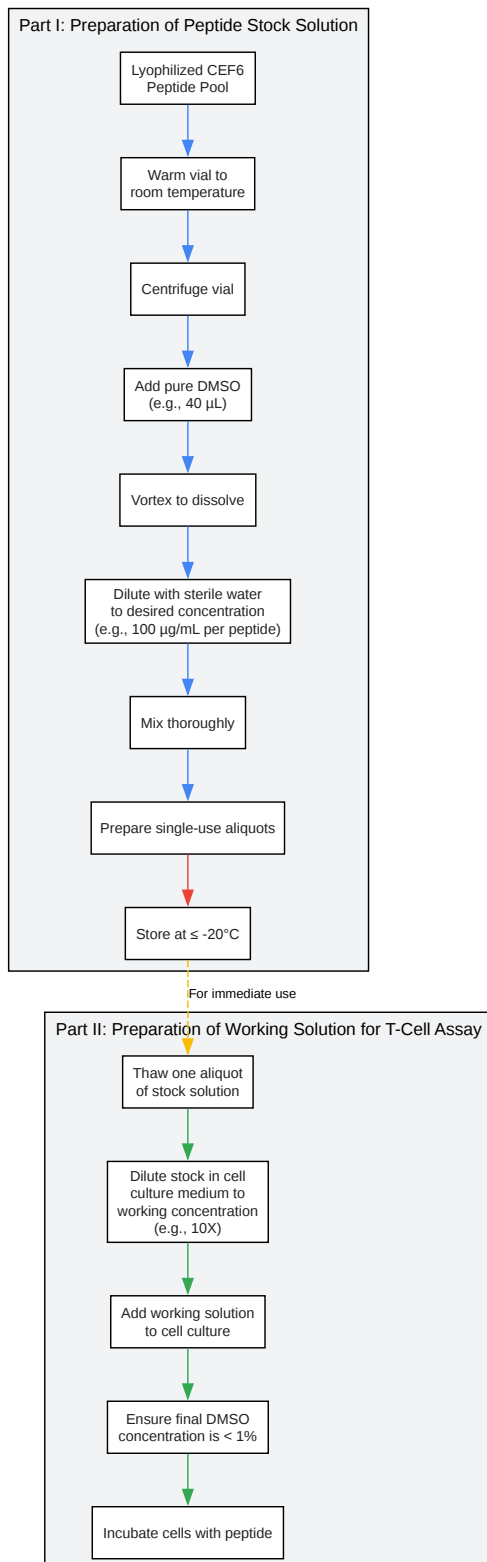 Part I: Preparation of Peptide Stock Solution
Lyophilized CEF6
Peptide Pool
Warm vial to
room temperature
Centrifuge vial
Add pure DMSO
(e.g., 40 µL)
Vortex to dissolve
Dilute with sterile water
to desired concentration
(e.g., 100 µg/mL per peptide)
Mix thoroughly
Prepare single-use aliquots
Store at ≤ -20°C
For immediate use
Part II: Preparation of Working Solution for T-Cell Assay
Thaw one aliquot
of stock solution
Dilute stock in cell
culture medium to
working concentration
(e.g., 10X)
Add working solution
to cell culture
Ensure final DMSO
concentration is < 1%
Incubate cells with peptide